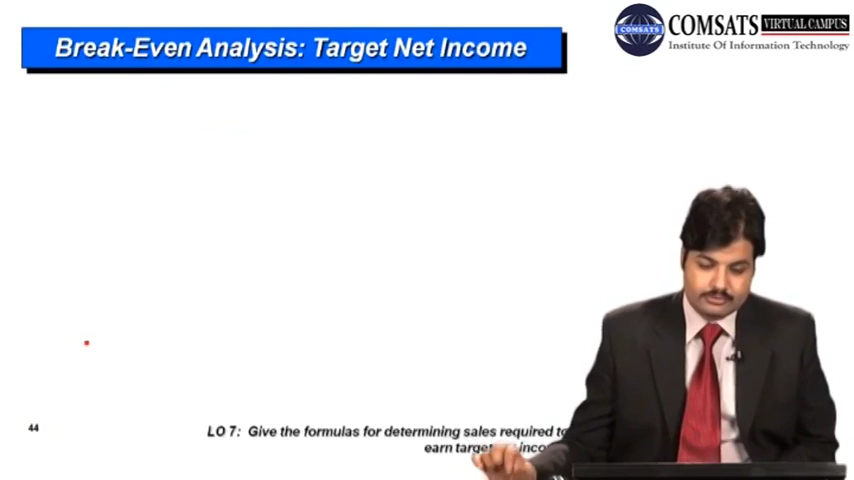 Break-Even Analysis: Target Net Income
COMSATS VIRTUAL CAMPUS
Institute Of Information Technology
COMSATS
44
LO 7: Give the formulas for determining sales required to
earn